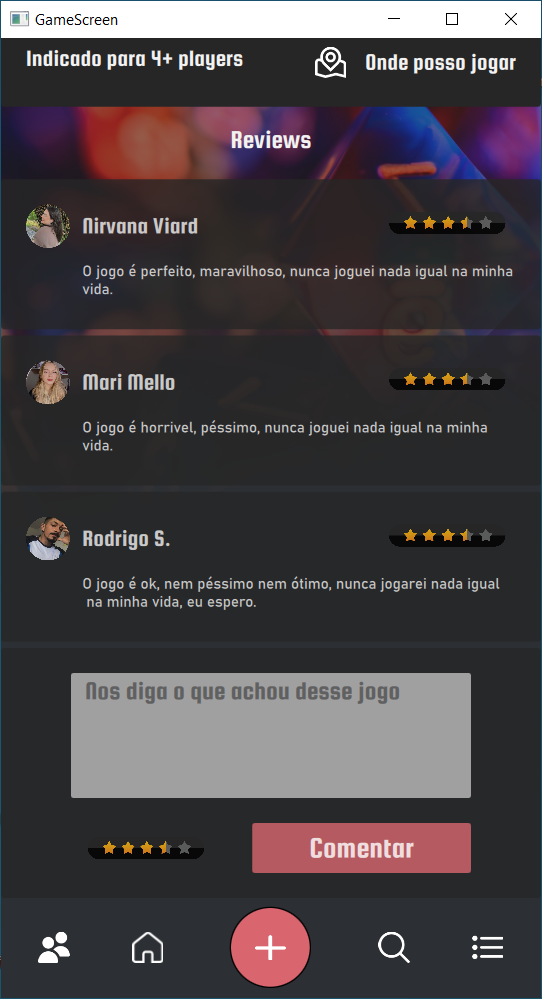 GameScreen
Indicado para 4+ players
Onde posso jogar
Reviews
Nirvana Viard
O jogo é perfeito, maravilhoso, nunca joguei nada igual na minha
vida.
Mari Mello
O jogo é horrivel, péssimo, nunca joguei nada igual na minha
vida.
Rodrigo S.
O jogo é ok, nem péssimo nem ótimo, nunca jogarei nada igual
na minha vida, eu espero.
Nos diga o que achou desse jogo
Comentar